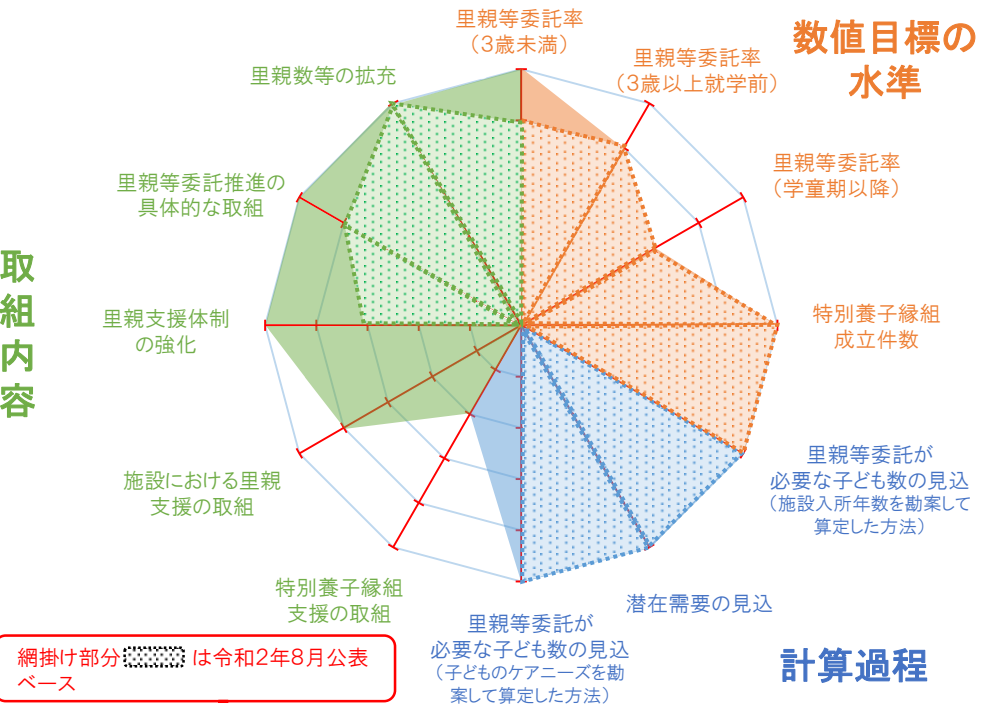 里親等委託率
（3歳未満）
数値目標の
水準
里親等委託率
（3歳以上就学前）
里親数等の拡充
里親等委託率
（学童期以降）
里親等委託推進の
具体的な取組
取組内容
里親支援体制
の強化
特別養子縁組
成立件数
里親等委託が
必要な子ども数の見込
（施設入所年数を勘案して
算定した方法）
施設における里親
支援の取組
特別養子縁組
支援の取組
潜在需要の見込
里親等委託が
必要な子ども数の見込
（子どものケアニーズを勘
案して算定した方法）
計算過程
網掛け部分 は令和2年8月公表
ベース